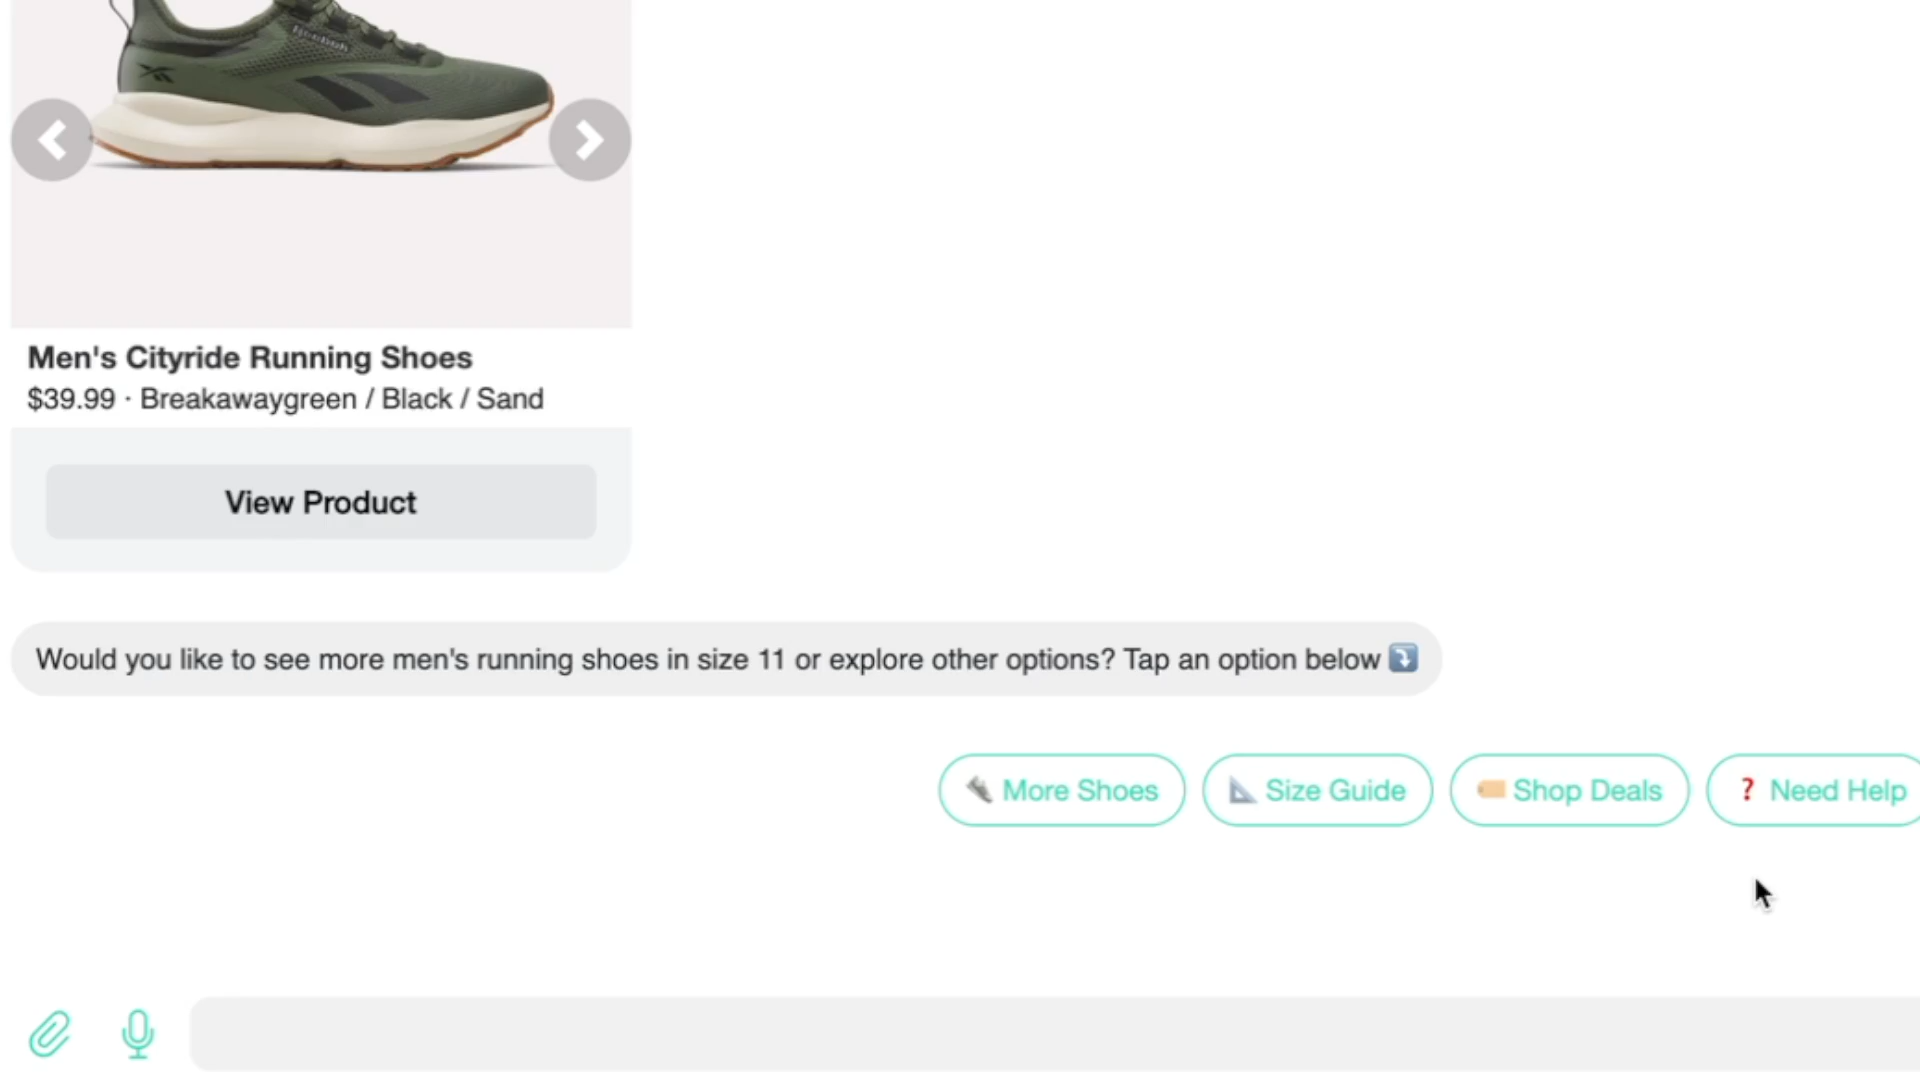 Reebok
Men's Cityride Running Shoes
$39.99 · Breakawaygreen / Black / Sand
View Product
Would you like to see more men's running shoes in size 11 or explore other options? Tap an option below ⤵️
👟 More Shoes
📐 Size Guide
🏷️ Shop Deals
❓ Need Help